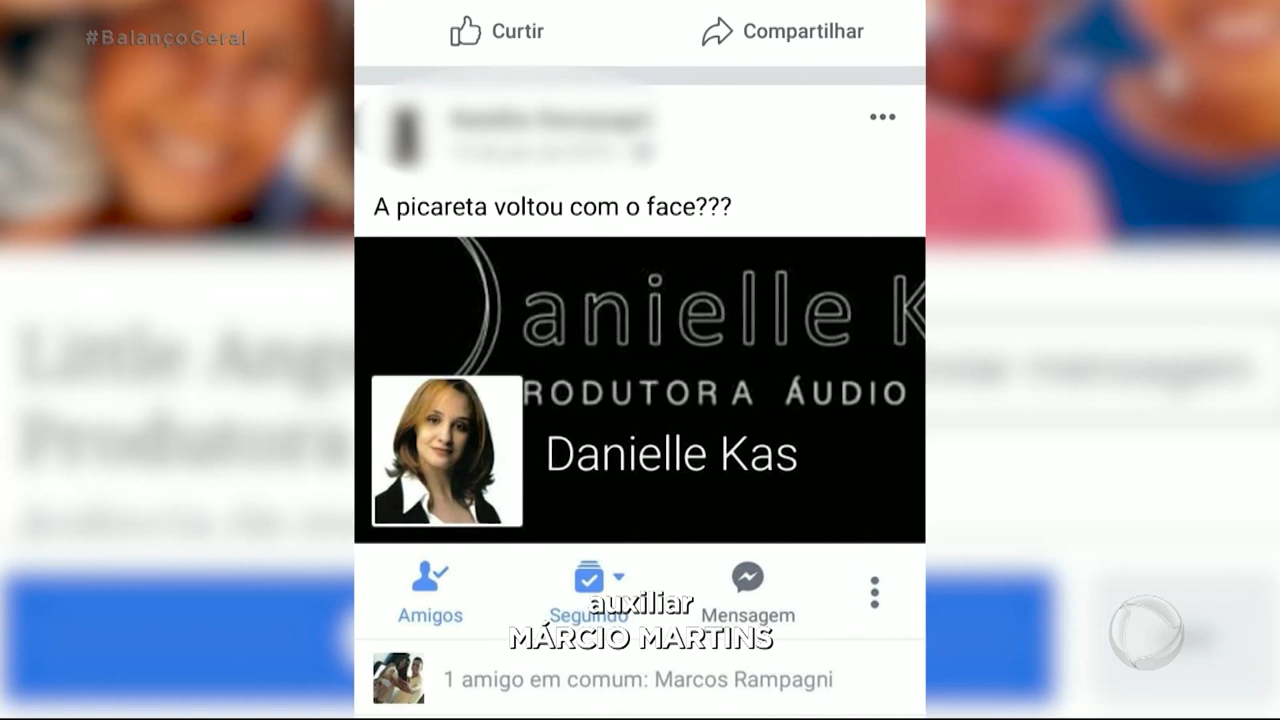 #BalançoGeral
Curtir
Compartilhar
A picareta voltou com o face???
Danielle K
RODUTORA ÁUDIO
Danielle Kas
Amigos
Seguindo
Mensagem
auxiliar
MÁRCIO MARTINS
1 amigo em comum: Marcos Rampagni